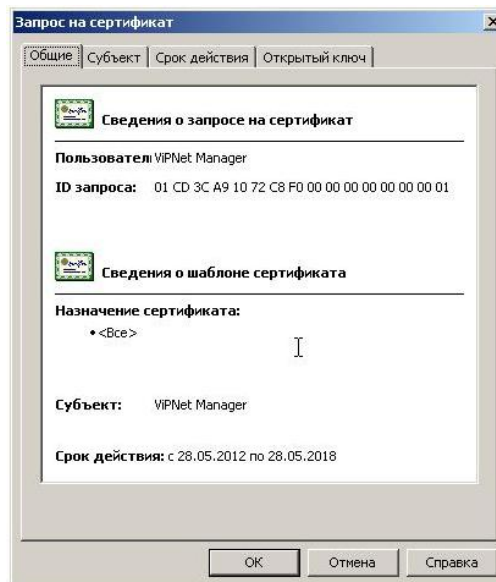 Запрос на сертификат
Общие Субъект Срок действия Открытый ключ
Сведения о запросе на сертификат
Пользовател ViPNet Manager
ID запроса: 01 CD 3C A9 10 72 C8 F0 00 00 00 00 00 00 00 01
Сведения о шаблоне сертификата
Назначение сертификата:
• <Все>
Субъект: ViPNet Manager
Срок действия: с 28.05.2012 по 28.05.2018
OK Отмена Справка